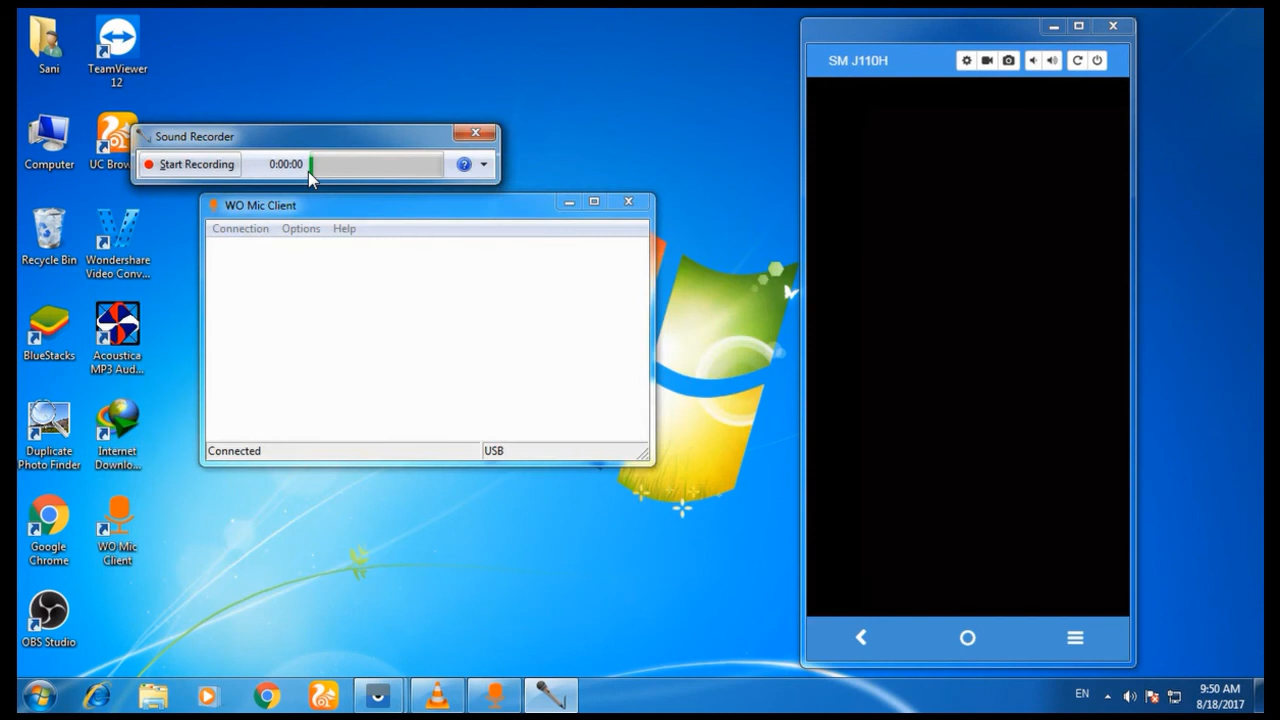 Sani
TeamViewer
12
Computer
UC Brow
Recycle Bin
Wondershare
Video Conv...
BlueStacks
Acoustica
MP3 Aud...
Duplicate
Photo Finder
Internet
Downlo...
Google
Chrome
WO Mic
Client
OBS Studio
Sound Recorder
Start Recording
0:00:00
WO Mic Client
Connection Options Help
Connected
USB
SM J110H
EN
9:50 AM
8/18/2017